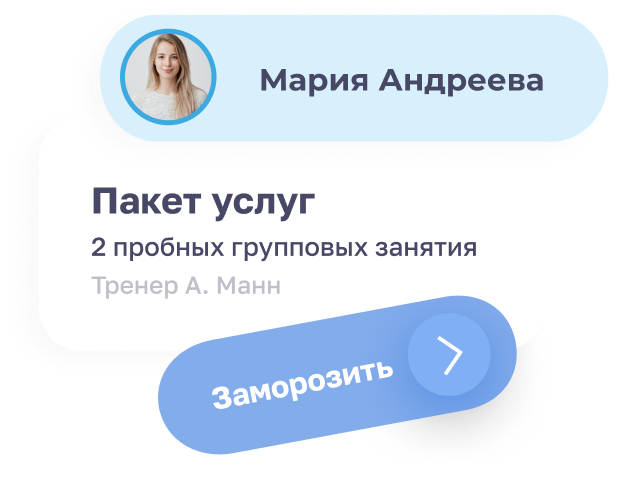 Мария Андреева
Пакет услуг
2 пробных групповых занятия
Тренер А. Манн
Заморозить